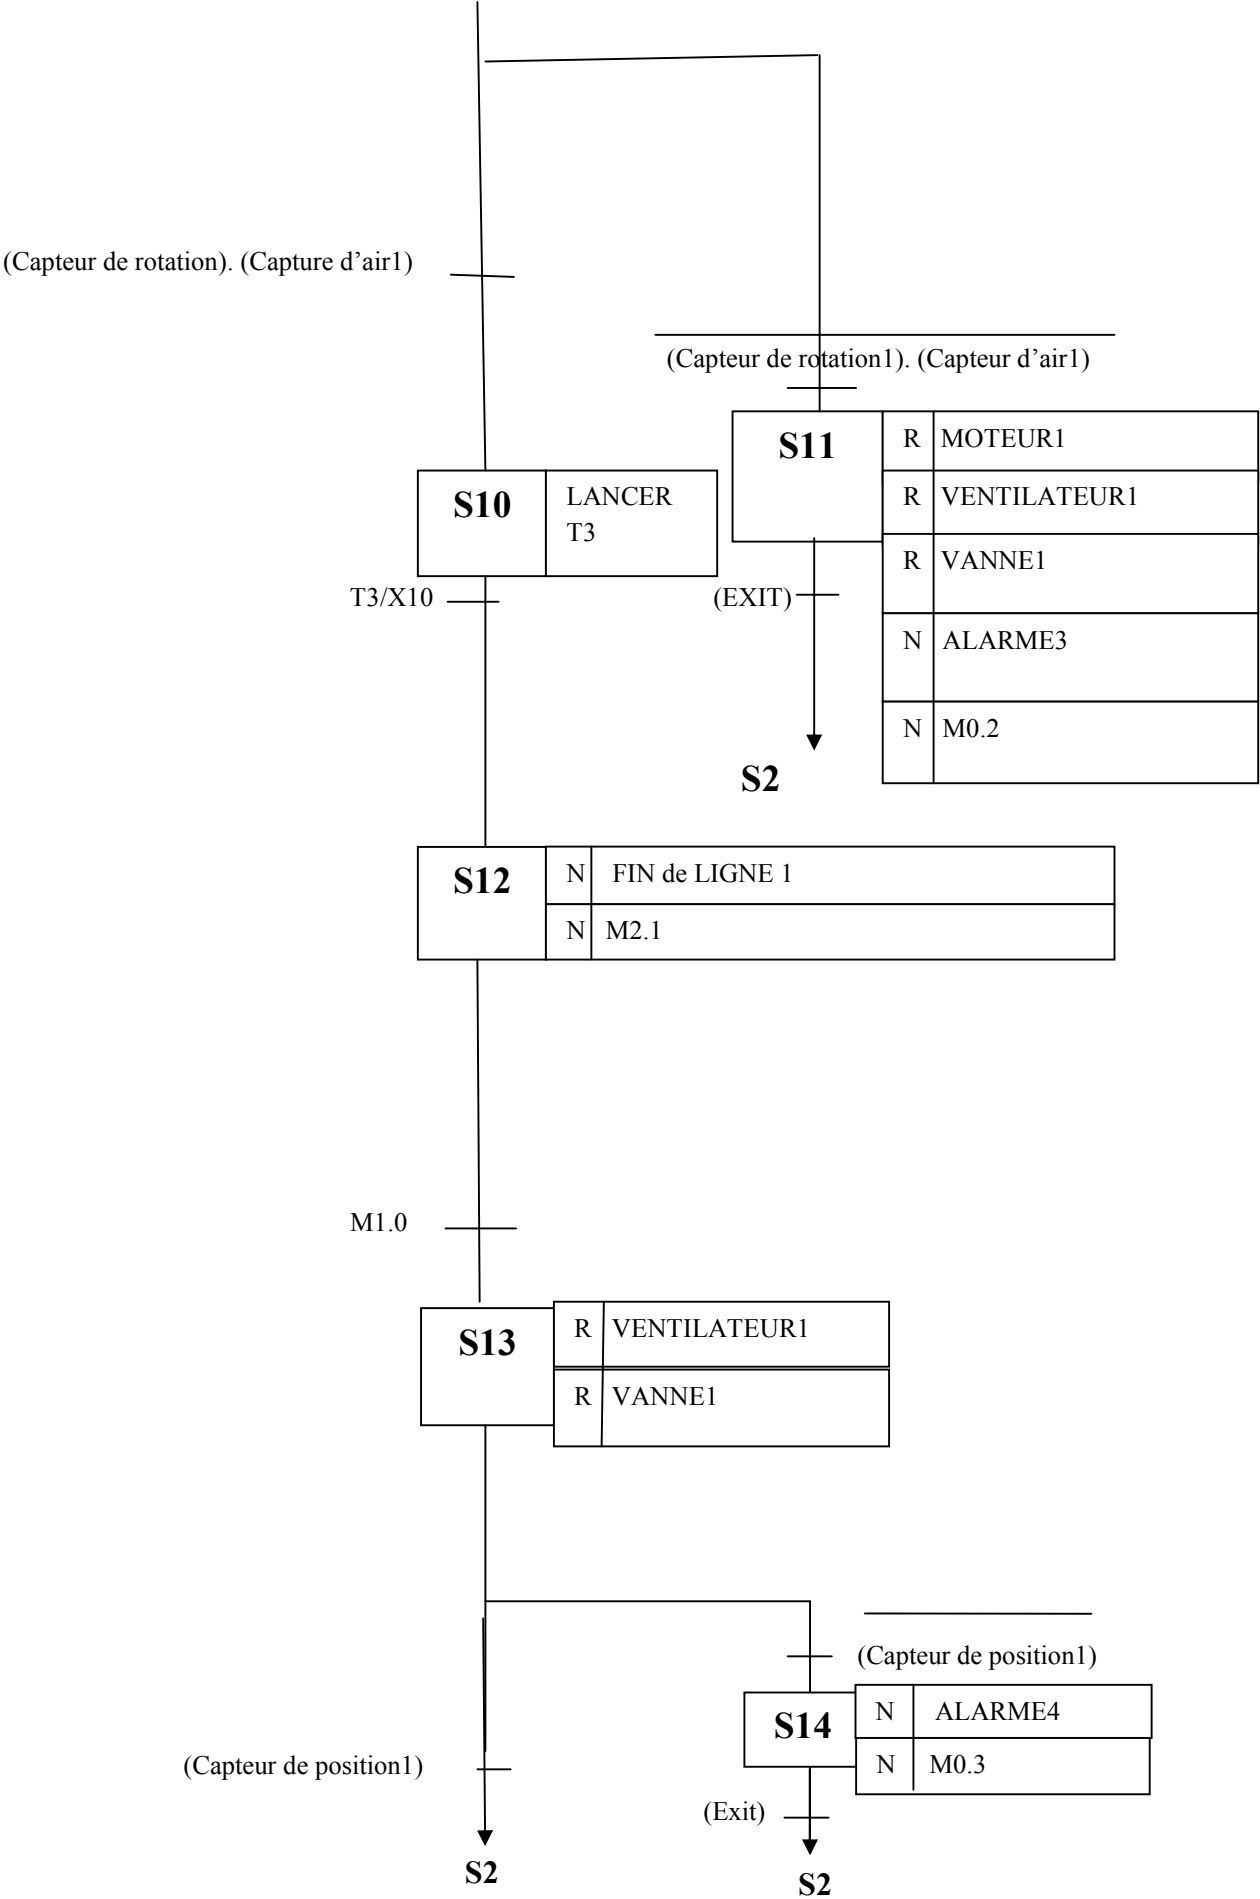 (Capteur de rotation). (Capture d’air1)
(Capteur de rotation1). (Capteur d’air1)
S11
R MOTEUR1
R VENTILATEUR1
R VANNE1
N ALARME3
N M0.2
S10
LANCER
T3
T3/X10
(EXIT)
S2
S12
N FIN de LIGNE 1
N M2.1
M1.0
S13
R VENTILATEUR1
R VANNE1
(Capteur de position1)
S14
N ALARME4
N M0.3
(Capteur de position1)
(Exit)
S2
S2